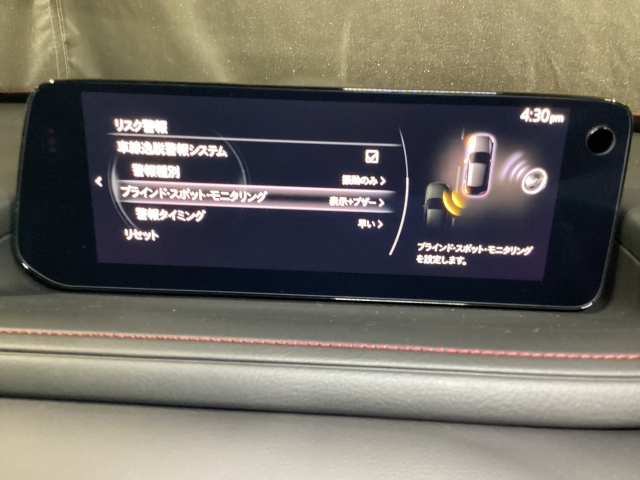 4:30pm
リスク警報
車線逸脱警報システム
警報種別 振動のみ
ブラインド・スポット・モニタリング 表示+ブザー
警報タイミング 早い
リセット
ブラインド・スポット・モニタリング
を設定します。